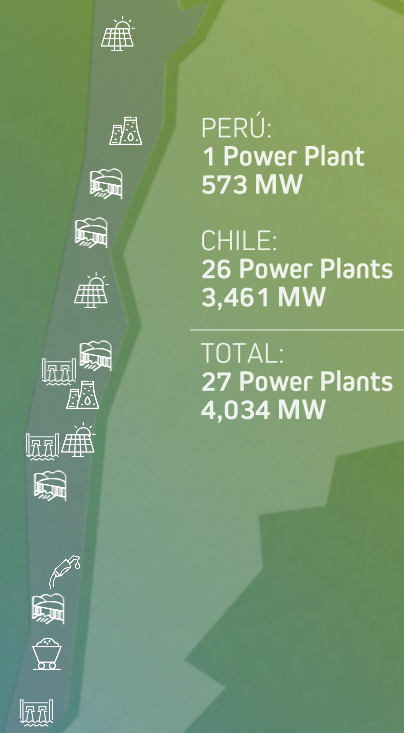 PERÚ:
1 Power Plant
573 MW
CHILE:
26 Power Plants
3,461 MW
TOTAL:
27 Power Plants
4,034 MW